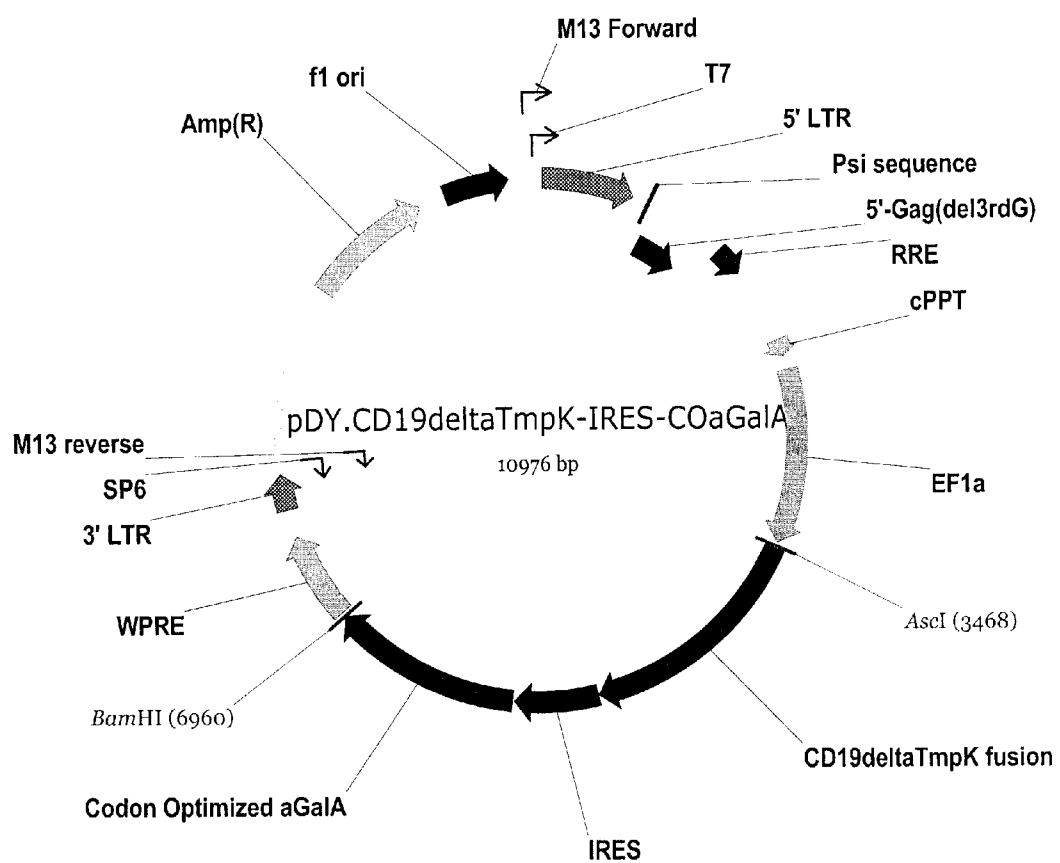 M13 Forward
f1 ori
T7
Amp(R)
5' LTR
Psi sequence
5'-Gag(del3rdG)
RRE
cPPT
pDY.CD19deltaTmpK-IRES-COaGalA
10976 bp
M13 reverse
SP6
3' LTR
EF1a
WPRE
AscI (3468)
BamHI (6960)
CD19deltaTmpK fusion
Codon Optimized aGalA
IRES